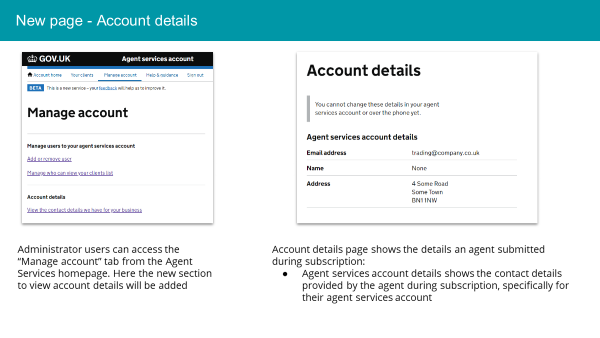 New page - Account details
GOV.UK Agent services account
Account home Your clients Manage account Help & guidance Sign out
BETA This is a new service - your feedback will help us to improve it.
Manage account
Manage users to your agent services account
Add or remove user
Manage who can view your clients list
Account details
View the contact details we have for your business
Administrator users can access the
“Manage account” tab from the Agent
Services homepage. Here the new section
to view account details will be added
Account details
You cannot change these details in your agent
services account or over the phone yet.
Agent services account details
Email address trading@company.co.uk
Name None
Address 4 Some Road
Some Town
BN1 1NW
Account details page shows the details an agent submitted
during subscription:
● Agent services account details shows the contact details
provided by the agent during subscription, specifically for
their agent services account